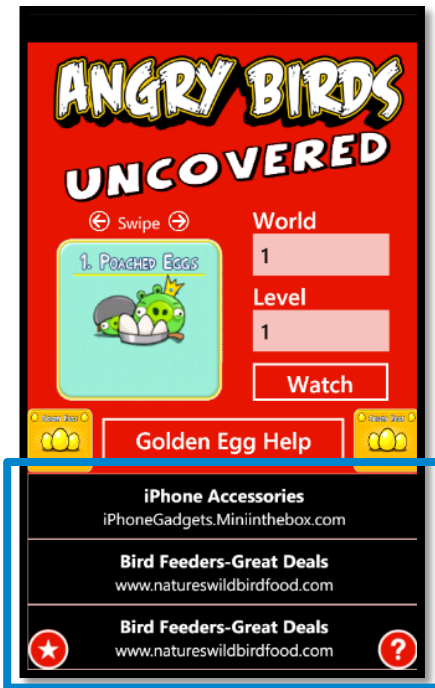 ANGRY BIRDS
UNCOVERED
Swipe
1. POACHED EGGS
World
1
Level
1
Watch
Golden Egg Help
iPhone Accessories
iPhoneGadgets.Miniinthebox.com
Bird Feeders-Great Deals
www.natureswildbirdfood.com
Bird Feeders-Great Deals
www.natureswildbirdfood.com
?